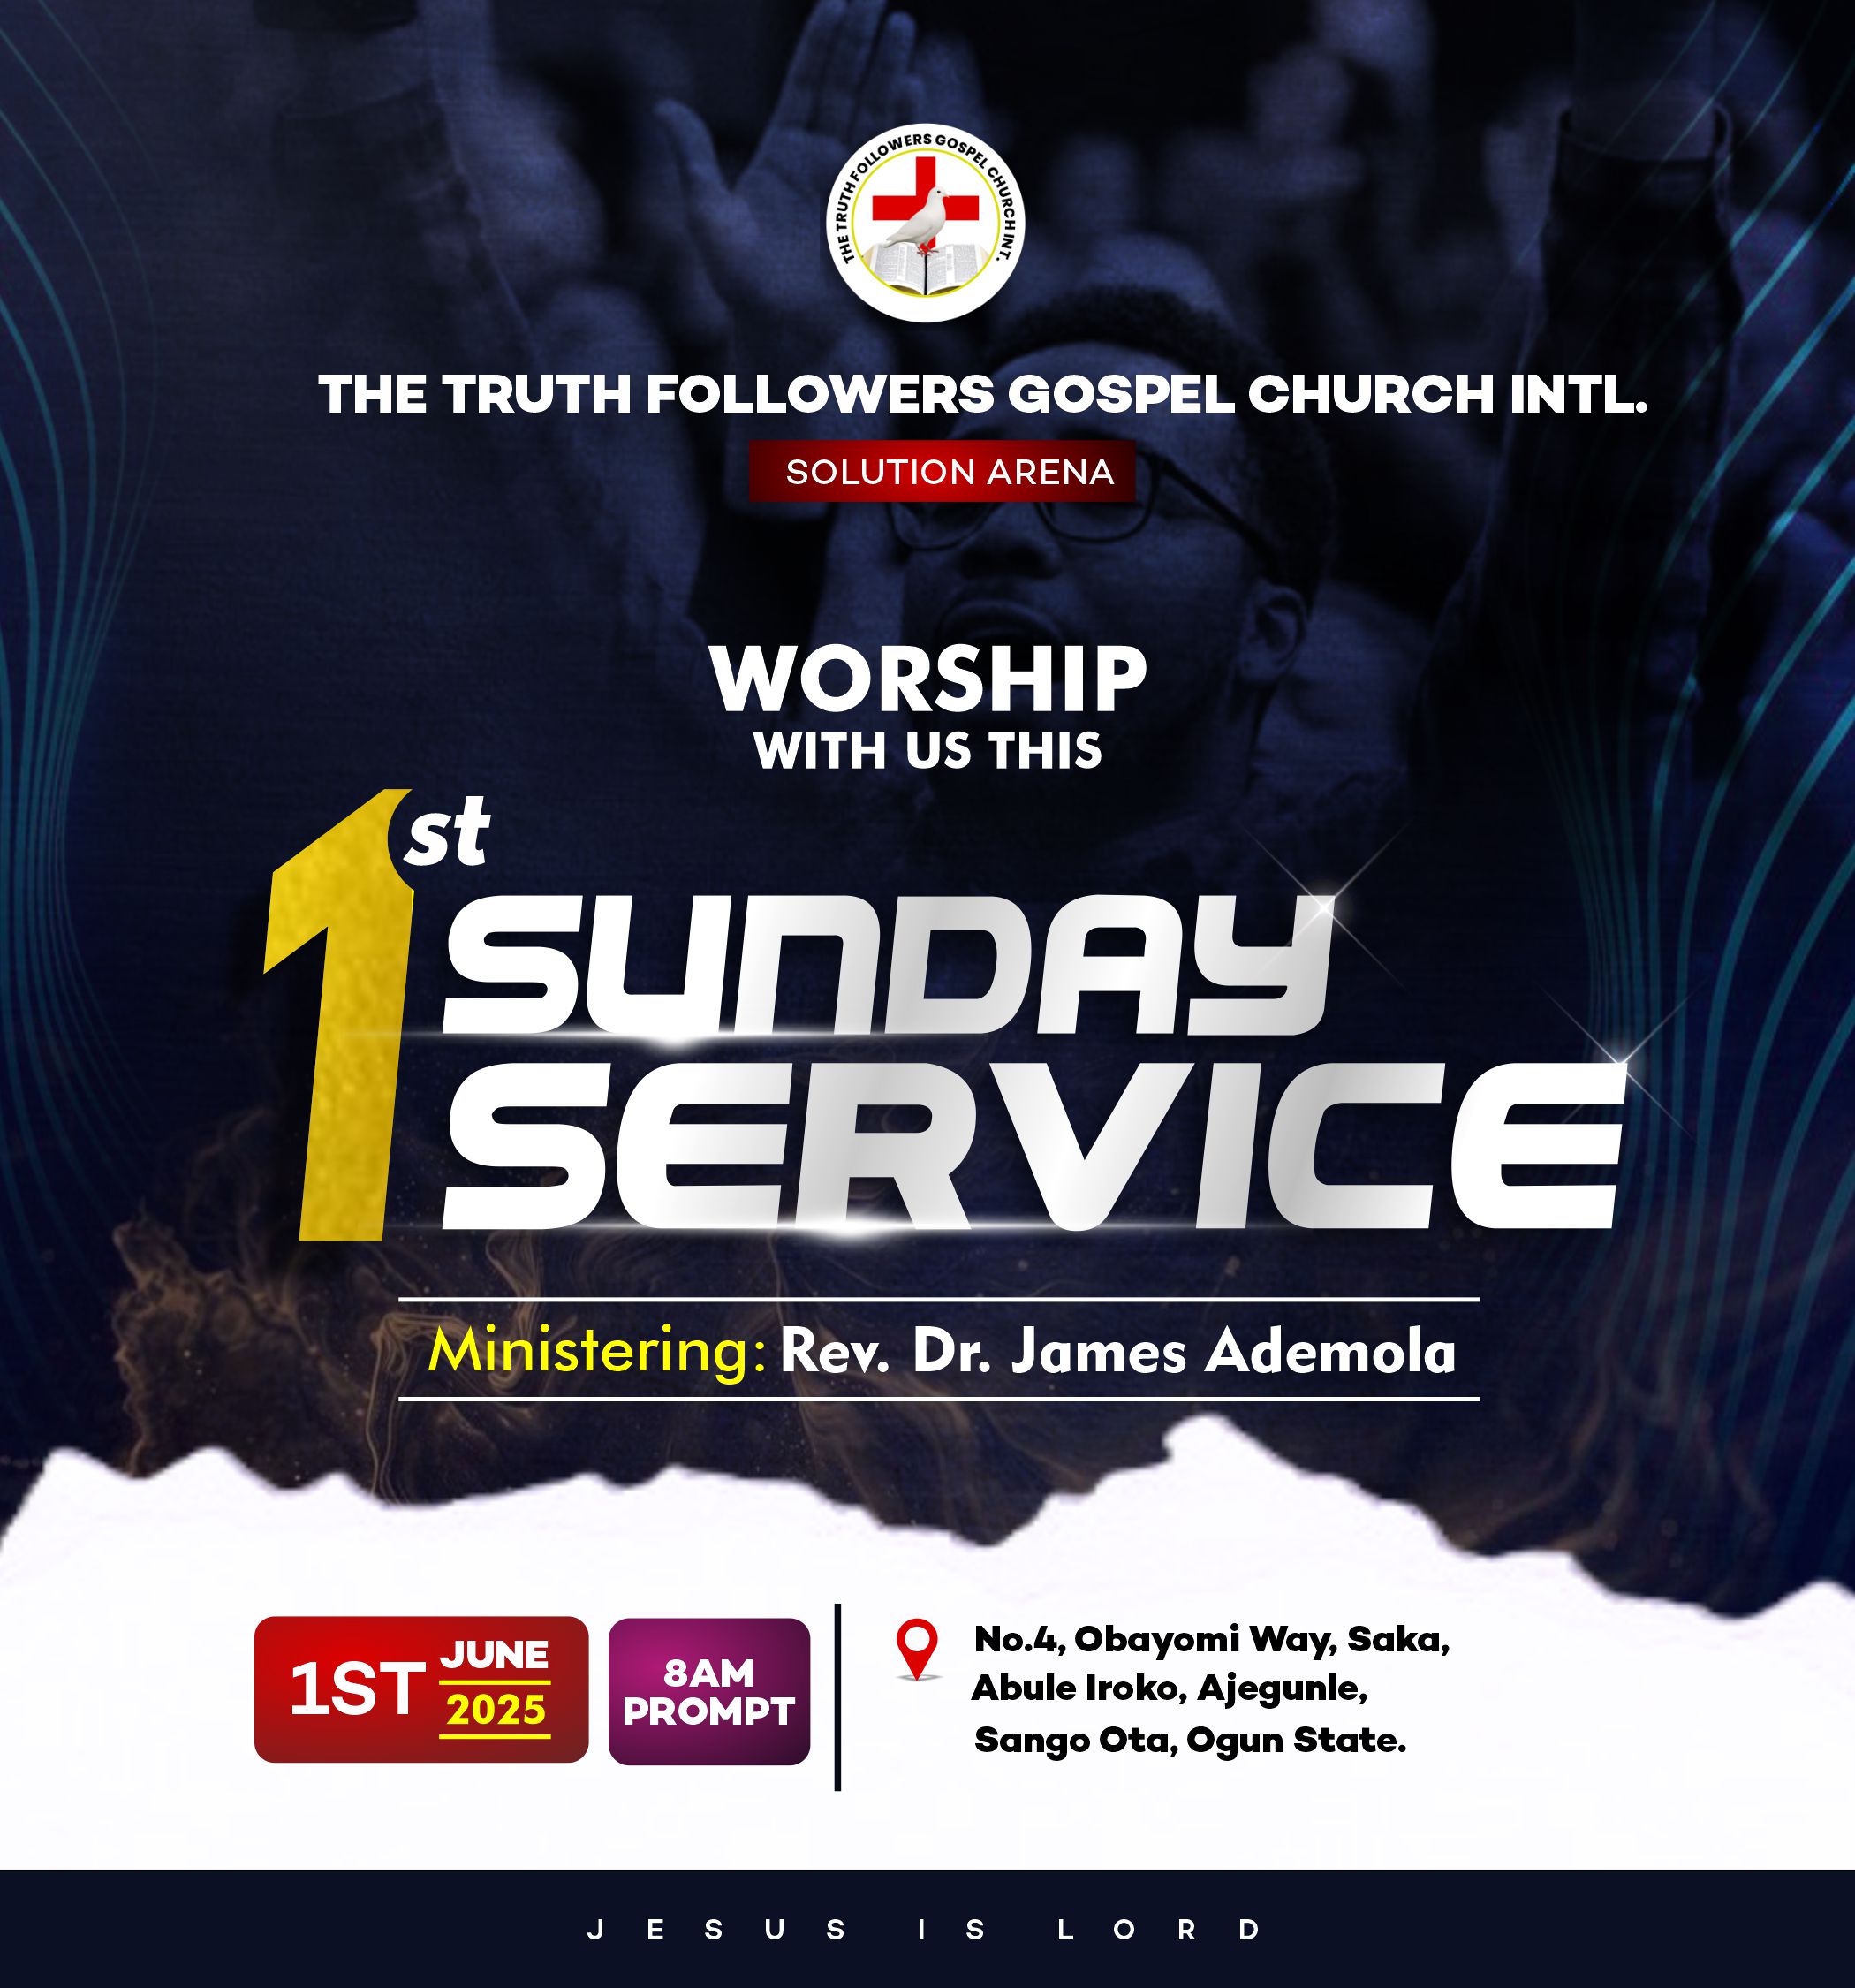 THE TRUTH FOLLOWERS GOSPEL CHURCH INT.
THE TRUTH FOLLOWERS GOSPEL CHURCH INTL.
SOLUTION ARENA
WORSHIP
WITH US THIS
1st
SUNDAY
SERVICE
Ministering: Rev. Dr. James Ademola
1ST JUNE
2025
8AM
PROMPT
No.4, Obayomi Way, Saka,
Abule Iroko, Ajegunle,
Sango Ota, Ogun State.
JESUS IS LORD